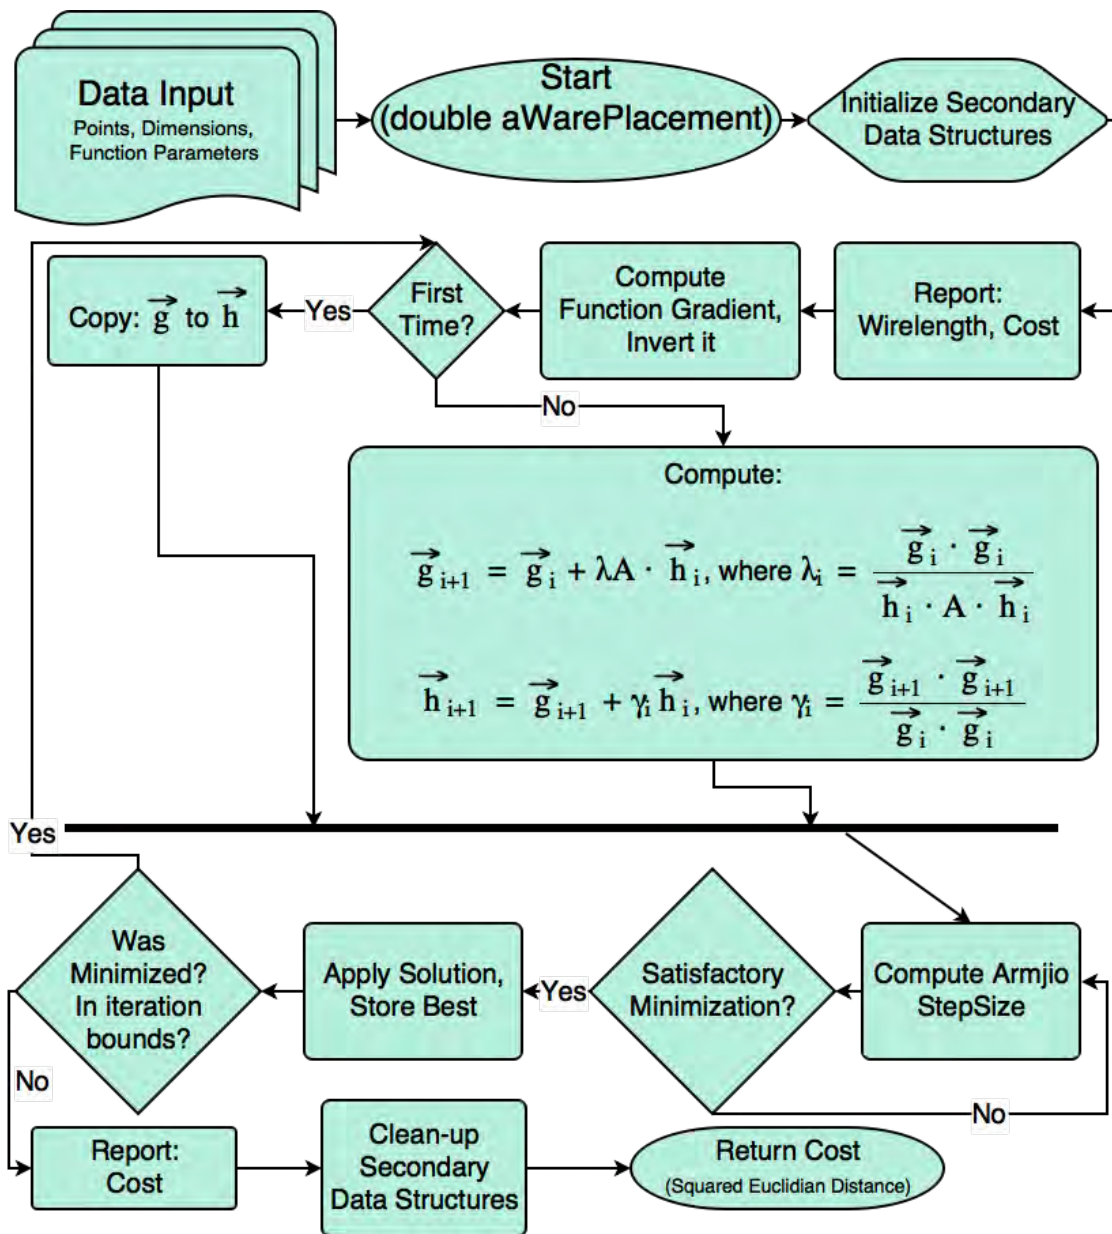 Data Input
Points, Dimensions,
Function Parameters
Start
(double aWarePlacement)
Initialize Secondary
Data Structures
Copy: g⃗ to h⃗
Yes
First
Time?
Compute
Function Gradient,
Invert it
Report:
Wirelength, Cost
No
Compute:
g⃗ i+1 = g⃗ i + λA · h⃗ i, where λi = (g⃗ i · g⃗ i) / (h⃗ i · A · h⃗ i)
h⃗ i+1 = g⃗ i+1 + γi h⃗ i, where γi = (g⃗ i+1 · g⃗ i+1) / (g⃗ i · g⃗ i)
Yes
Was
Minimized?
In iteration
bounds?
Apply Solution,
Store Best
Yes
Satisfactory
Minimization?
Compute Armjio
StepSize
No
No
Report:
Cost
Clean-up
Secondary
Data Structures
Return Cost
(Squared Euclidian Distance)